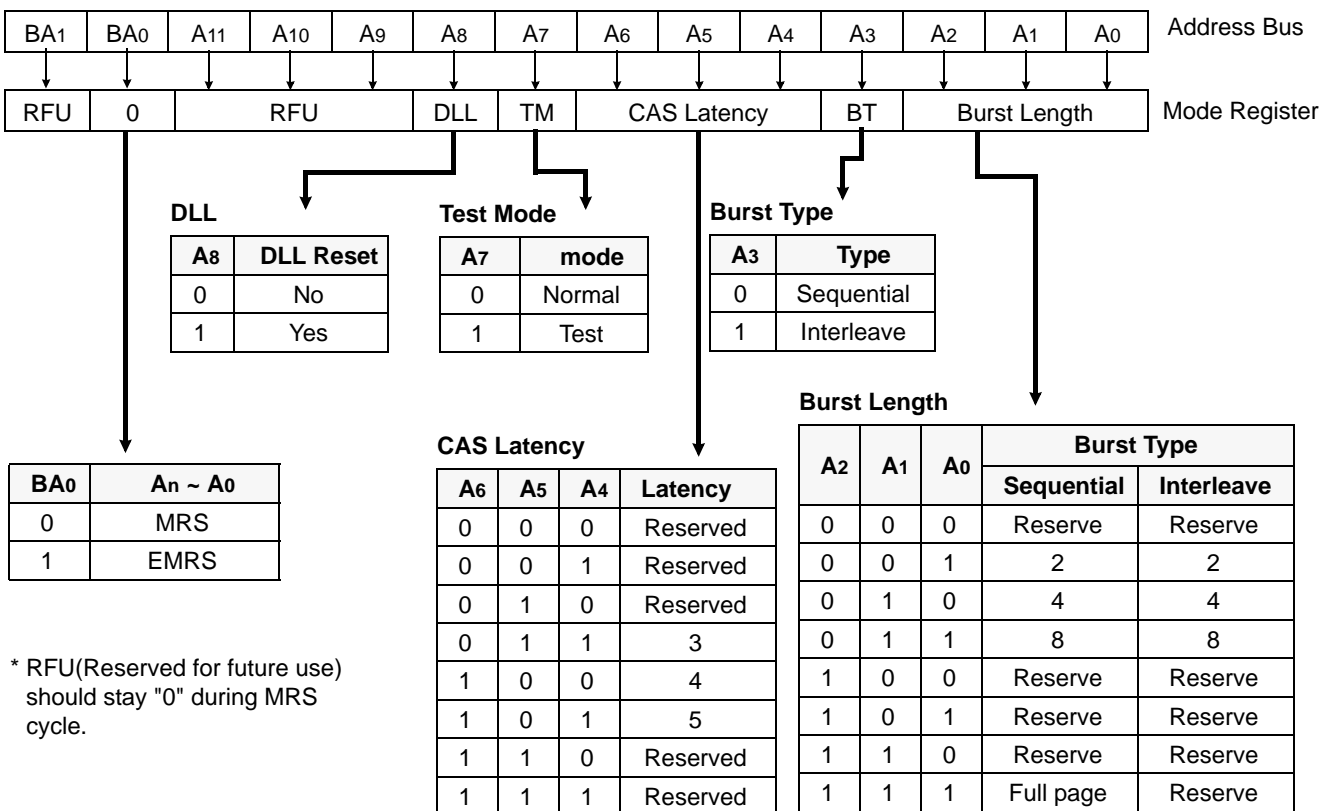 BA1 BA0 A11 A10 A9 A8 A7 A6 A5 A4 A3 A2 A1 A0 Address Bus
RFU 0 RFU DLL TM CAS Latency BT Burst Length Mode Register
DLL
A8 DLL Reset
0 No
1 Yes
Test Mode
A7 mode
0 Normal
1 Test
Burst Type
A3 Type
0 Sequential
1 Interleave
BA0 An ~ A0
0 MRS
1 EMRS
* RFU(Reserved for future use)
should stay "0" during MRS
cycle.
CAS Latency
A6 A5 A4 Latency
0 0 0 Reserved
0 0 1 Reserved
0 1 0 Reserved
0 1 1 3
1 0 0 4
1 0 1 5
1 1 0 Reserved
1 1 1 Reserved
Burst Length
A2 A1 A0 Burst Type
Sequential Interleave
0 0 0 Reserve Reserve
0 0 1 2 2
0 1 0 4 4
0 1 1 8 8
1 0 0 Reserve Reserve
1 0 1 Reserve Reserve
1 1 0 Reserve Reserve
1 1 1 Full page Reserve